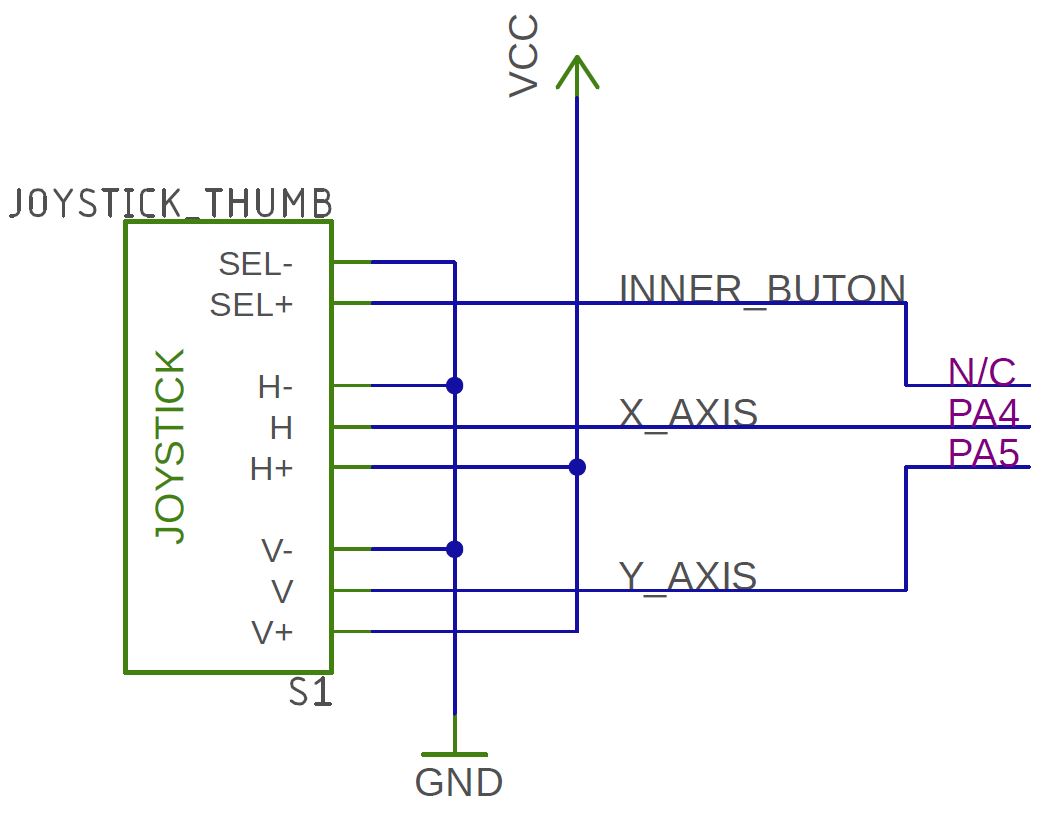 VCC
JOYSTICK_THUMB
SEL-
SEL+
INNER_BUTON
JOYSTICK
H-
N/C
H
X_AXIS
PA4
H+
PA5
V-
V
Y_AXIS
V+
S1
GND